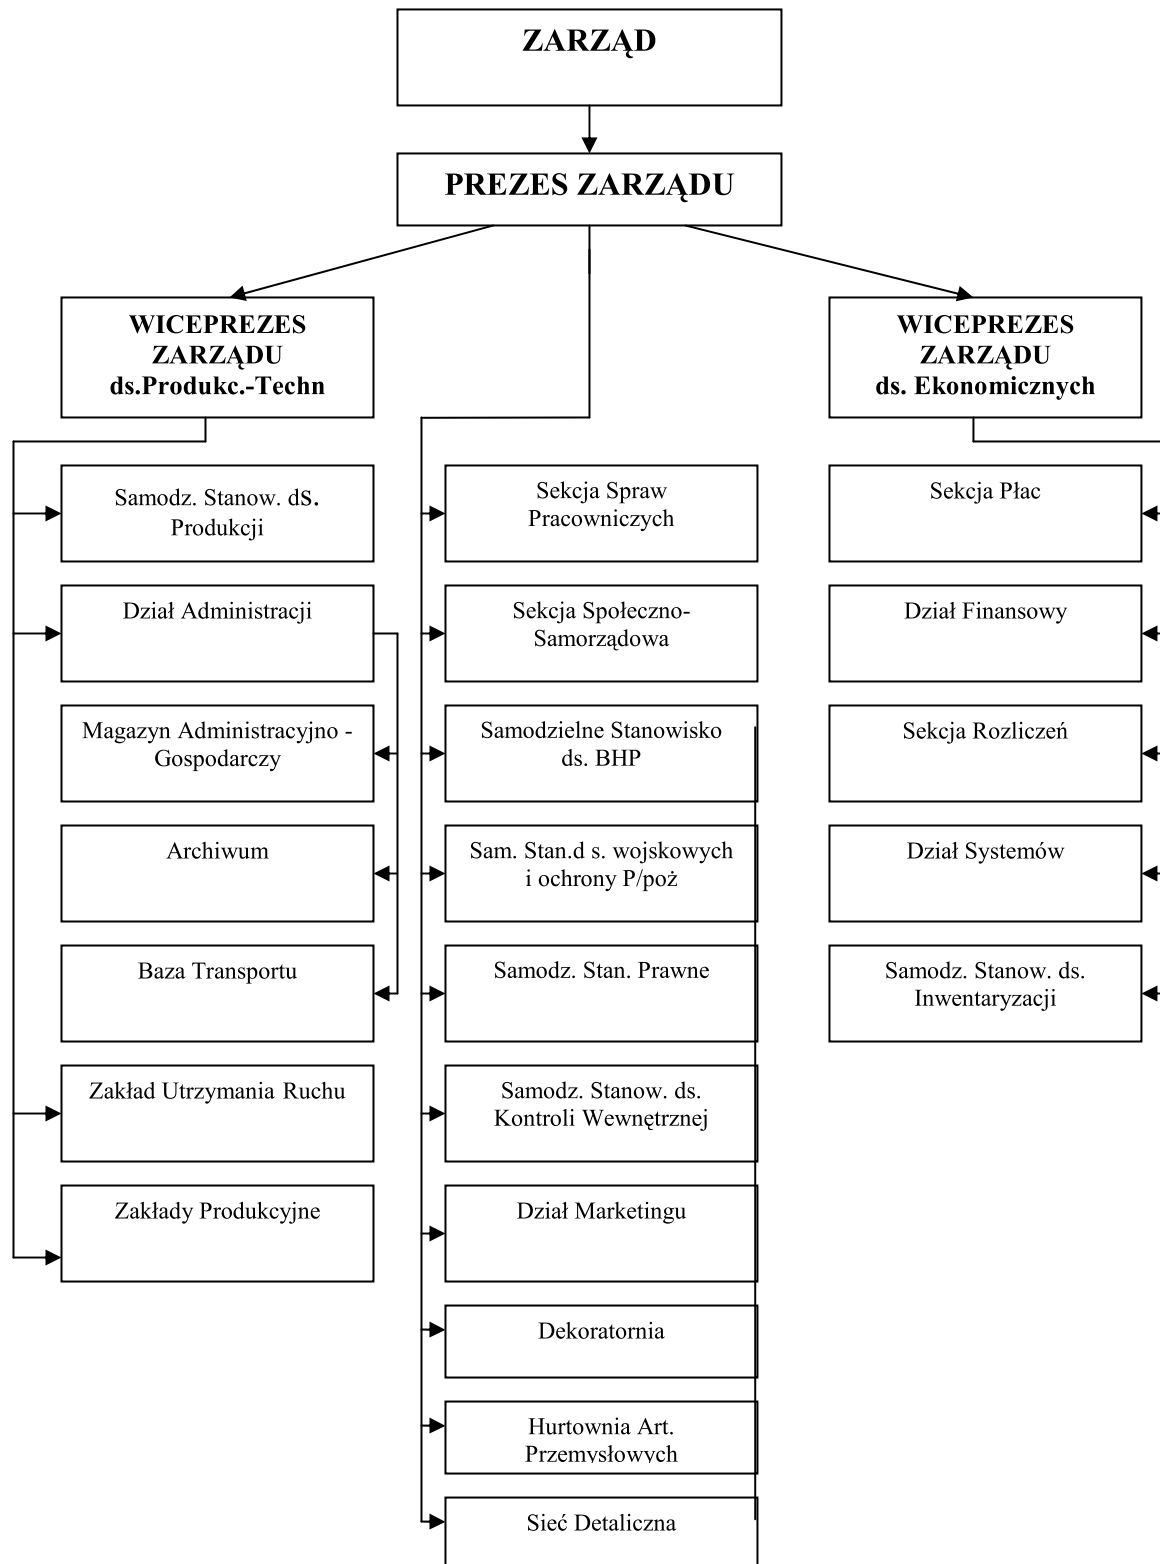 ZARZĄD
PREZES ZARZĄDU
WICEPREZES
ZARZĄDU
ds.Produkc.-Techn
WICEPREZES
ZARZĄDU
ds. Ekonomicznych
Samodz. Stanow. ds.
Produkcji
Dział Administracji
Magazyn Administracyjno -
Gospodarczy
Archiwum
Baza Transportu
Zakład Utrzymania Ruchu
Zakłady Produkcyjne
Sekcja Spraw
Pracowniczych
Sekcja Społeczno-
Samorządowa
Samodzielne Stanowisko
ds. BHP
Sam. Stan.d s. wojskowych
i ochrony P/poż
Samodz. Stan. Prawne
Samodz. Stanow. ds.
Kontroli Wewnętrznej
Dział Marketingu
Dekoratornia
Hurtownia Art.
Przemysłowych
Sieć Detaliczna
Sekcja Płac
Dział Finansowy
Sekcja Rozliczeń
Dział Systemów
Samodz. Stanow. ds.
Inwentaryzacji